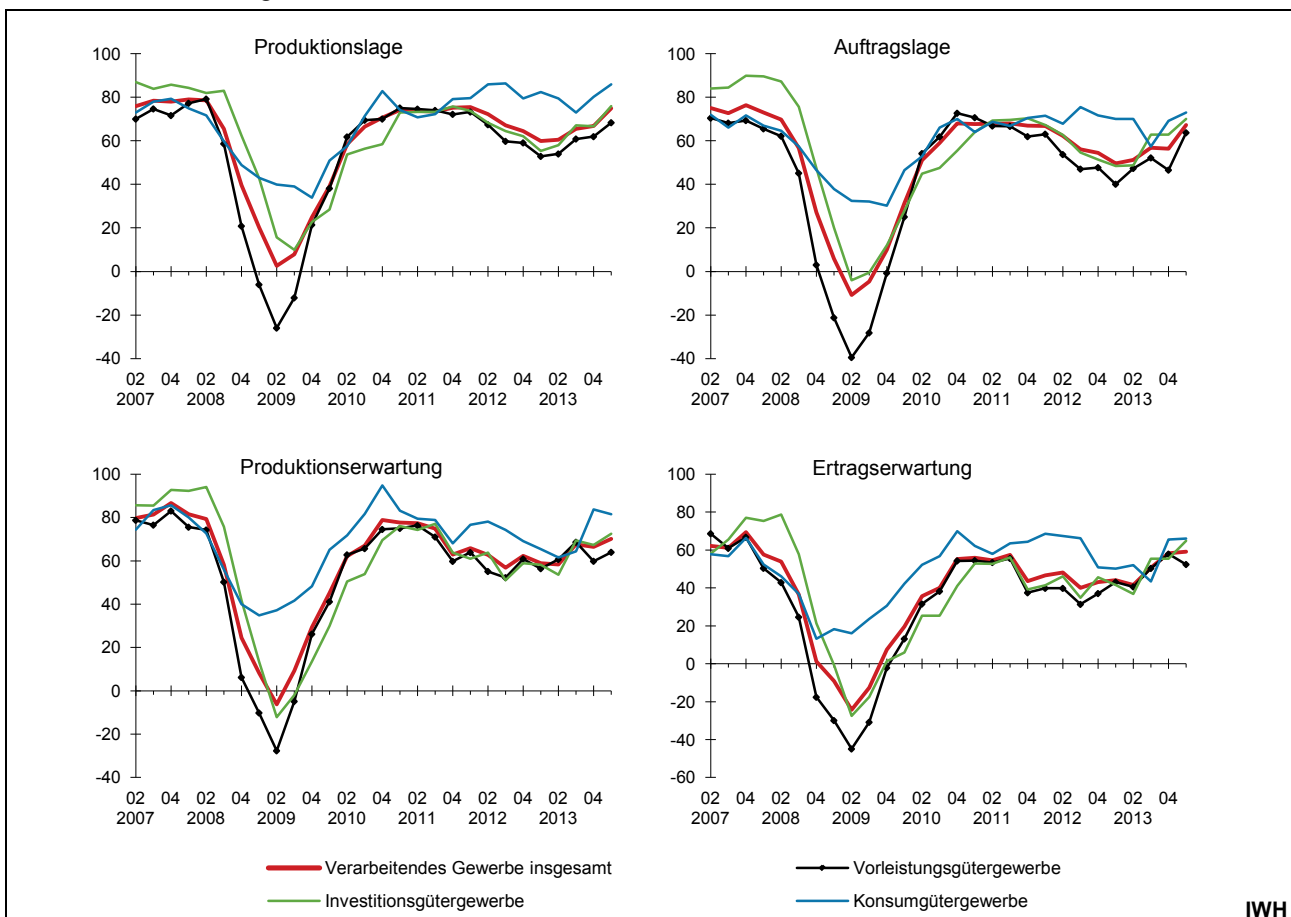 Produktionslage
100
80
60
40
20
0
-20
-40
02 04 02 04 02 04 02 04 02 04 02 04 02 04
2007 2008 2009 2010 2011 2012 2013
Auftragslage
100
80
60
40
20
0
-20
-40
02 04 02 04 02 04 02 04 02 04 02 04 02 04
2007 2008 2009 2010 2011 2012 2013
Produktionserwartung
100
80
60
40
20
0
-20
-40
02 04 02 04 02 04 02 04 02 04 02 04 02 04
2007 2008 2009 2010 2011 2012 2013
Ertragserwartung
100
80
60
40
20
0
-20
-40
-60
02 04 02 04 02 04 02 04 02 04 02 04 02 04
2007 2008 2009 2010 2011 2012 2013
Verarbeitendes Gewerbe insgesamt
Vorleistungsgütergewerbe
Investitionsgütergewerbe
Konsumgütergewerbe
IWH